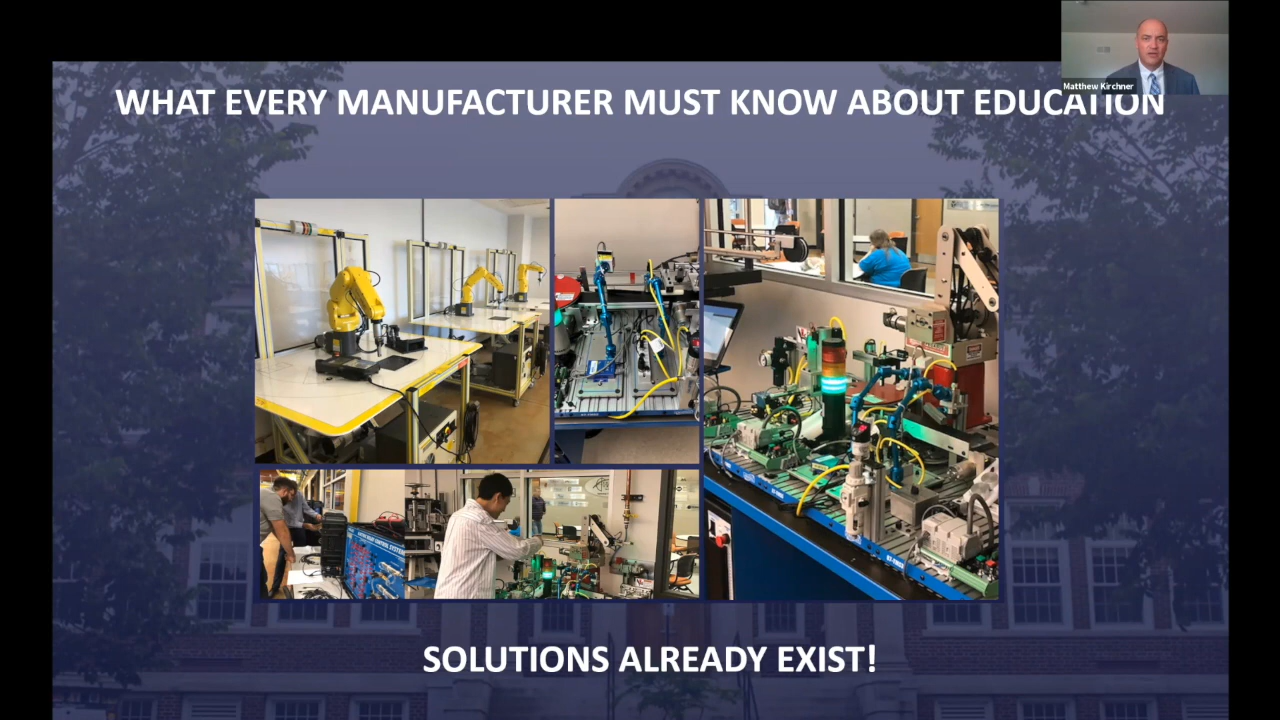 Matthew Kirchner
WHAT EVERY MANUFACTURER MUST KNOW ABOUT EDUCATION
SOLUTIONS ALREADY EXIST!